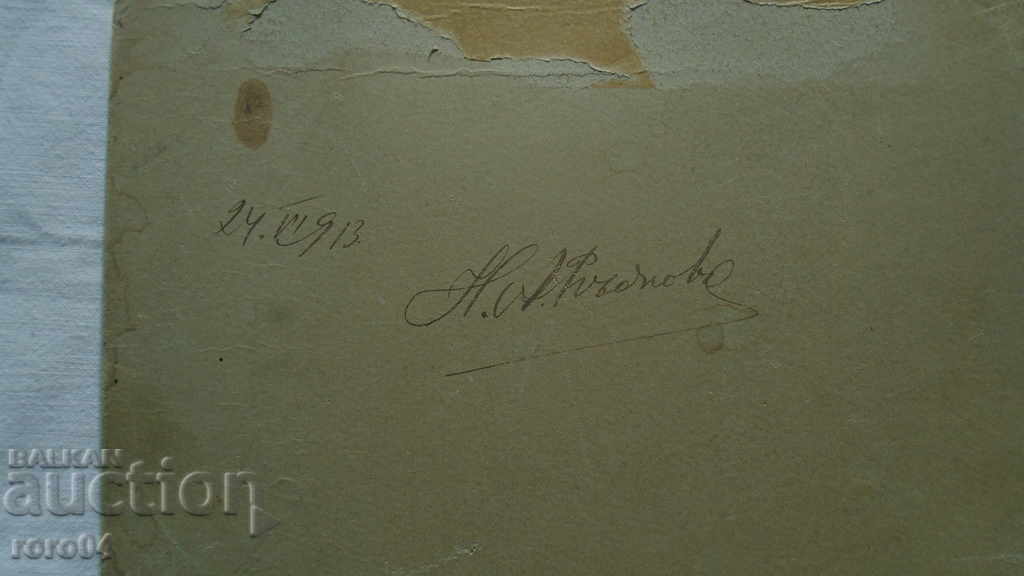 24. VI 913.
Н. А.
BALKAN
auction
roro04